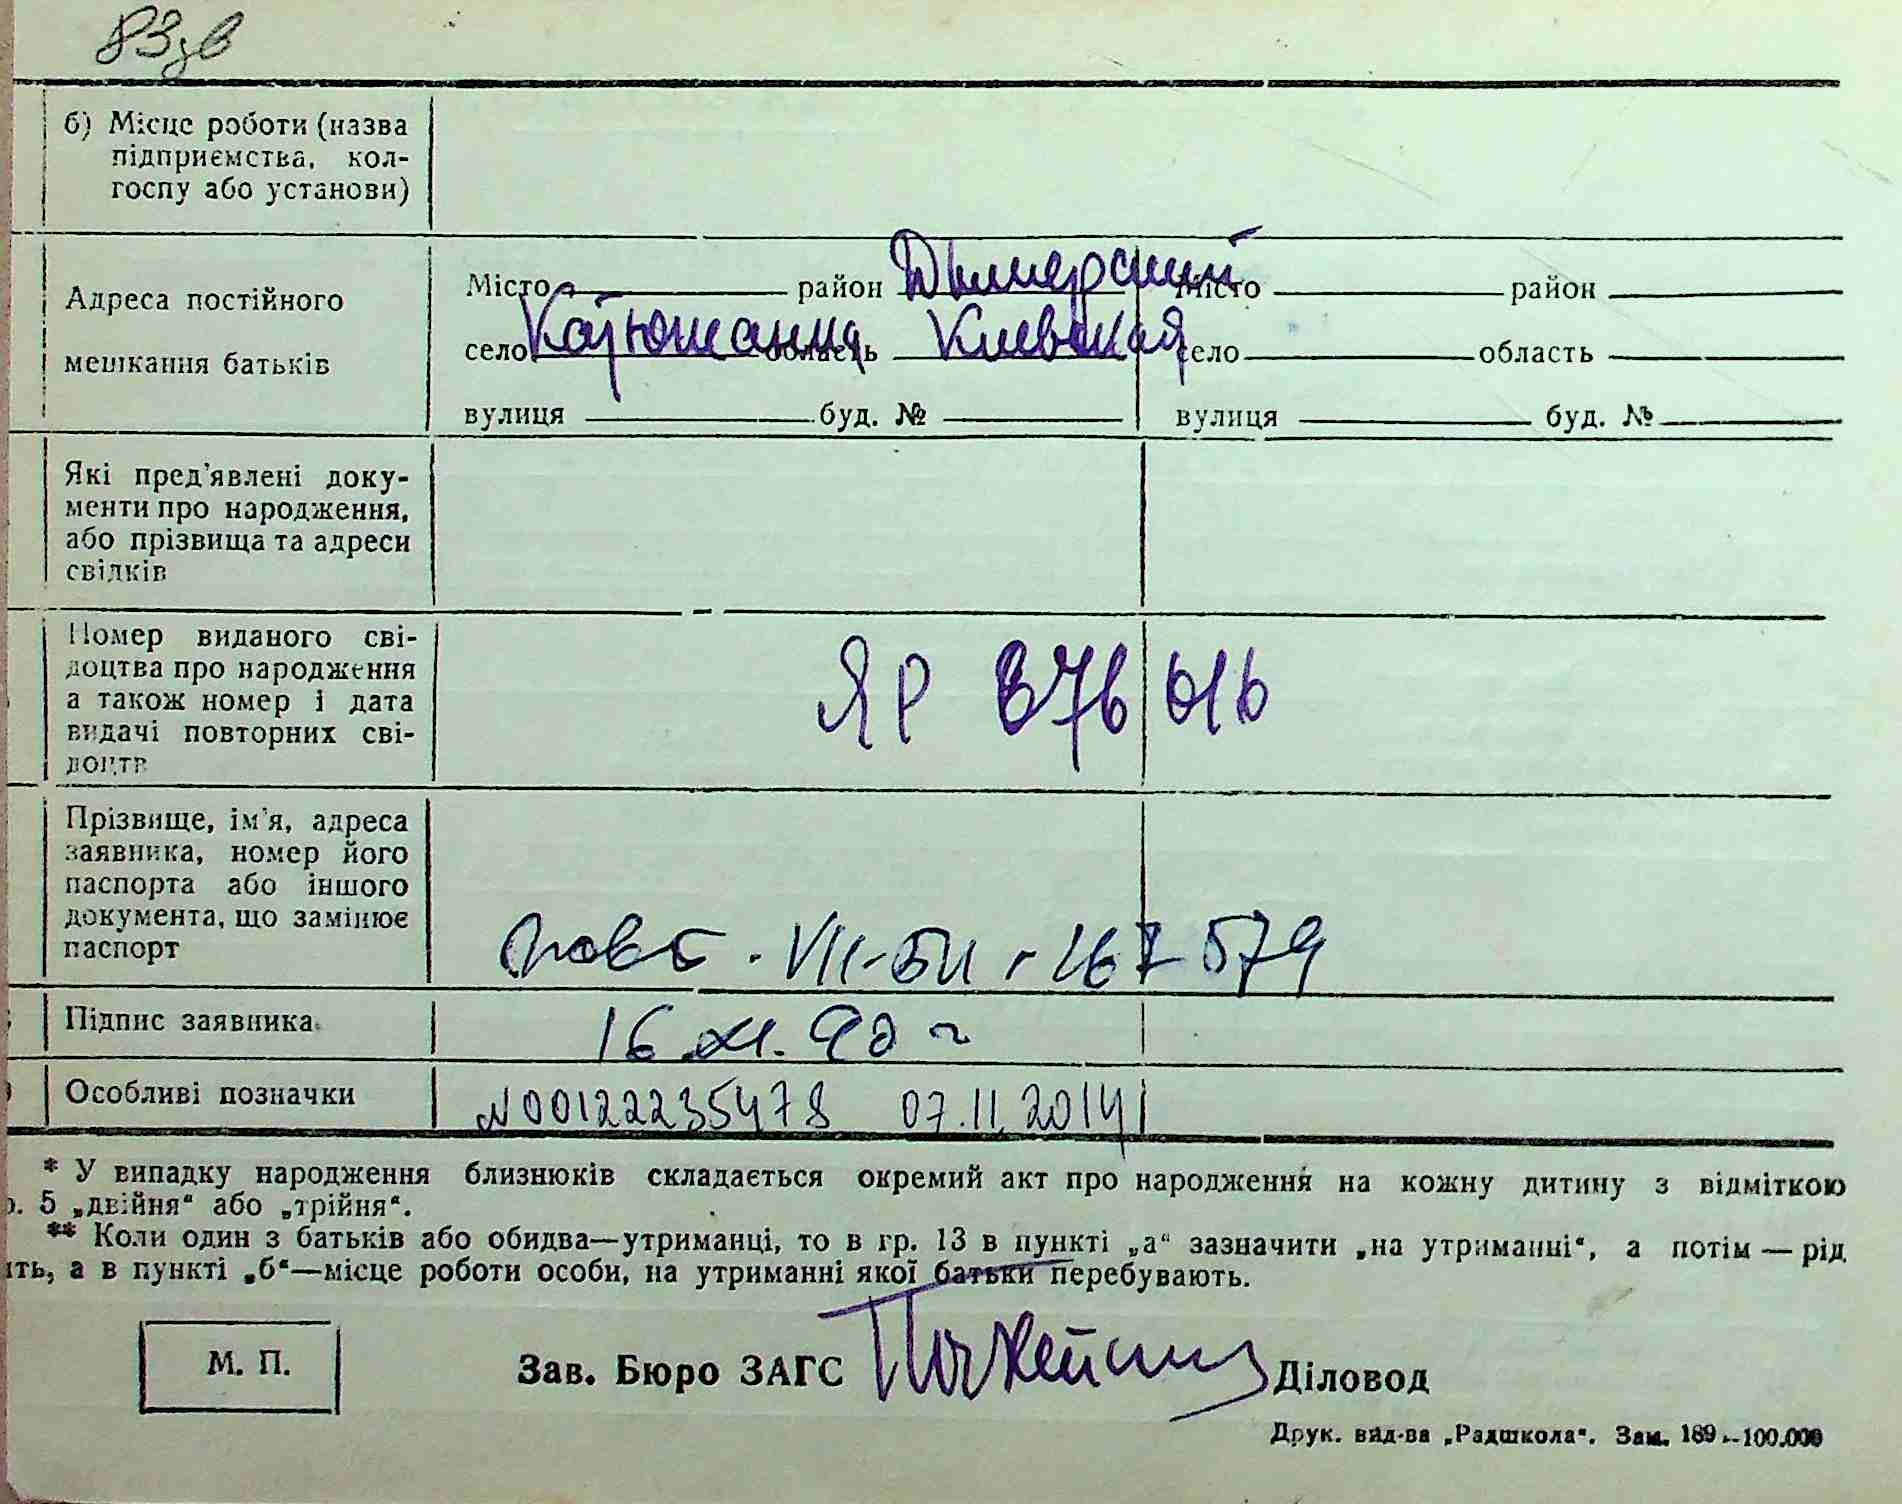 83зв
б) Місце роботи (назва
підприємства, кол-
госпу або установи)
Адреса постійного
мешкання батьків
Місто район Дымерский
село Катюжанка область Киевская
вулиця буд. №
Місто район
село область
вулиця буд. №
Які пред'явлені доку-
менти про народження,
або прізвища та адреси
свідків
Номер виданого сві-
доцтва про народження
а також номер і дата
видачі повторних сві-
доцтв
ЯР 876016
Прізвище, ім'я, адреса
заявника, номер його
паспорта або іншого
документа, що замінює
паспорт
VII-БК 167579
Підпис заявника
16.XI.90 г
Особливі позначки
N00122235478 07.11.2014
* У випадку народження близнюків складається окремий акт про народження на кожну дитину з відміткою
р. 5 „двійня“ або „трійня“.
** Коли один з батьків або обидва—утриманці, то в гр. 13 в пункті „а“ зазначити „на утриманні“, а потім — рід
ить, а в пункті „б“—місце роботи особи, на утриманні якої батьки перебувають.
М. П.
Зав. Бюро ЗАГС
Діловод
Друк. вид-ва „Радшкола“. Зам. 189 -100.000